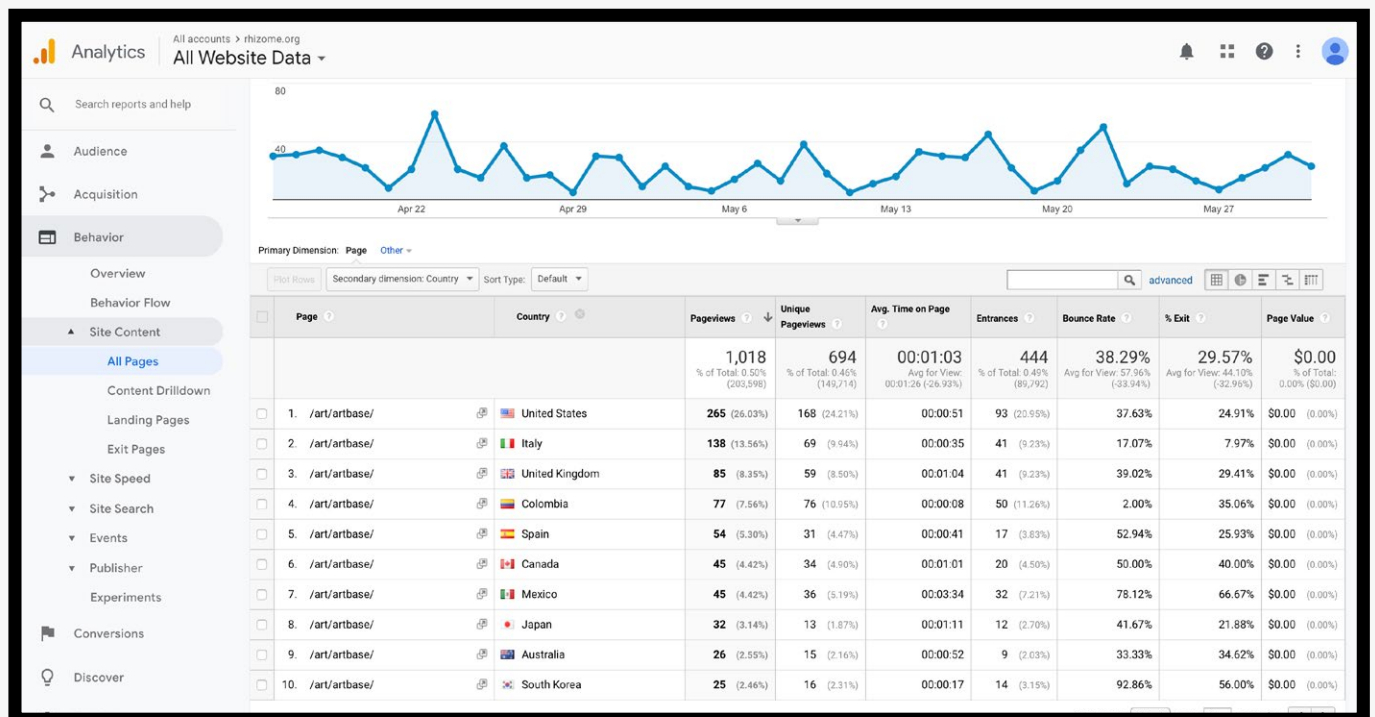 All accounts > rhizome.org
Analytics
All Website Data
Search reports and help
Audience
Acquisition
Behavior
Overview
Behavior Flow
Site Content
All Pages
Content Drilldown
Landing Pages
Exit Pages
Site Speed
Site Search
Events
Publisher
Experiments
Conversions
Discover
80
40
Apr 22 Apr 29 May 6 May 13 May 20 May 27
Primary Dimension: Page Other
Plot Rows Secondary dimension: Country Sort Type: Default advanced
Page Country Pageviews Unique Pageviews Avg. Time on Page Entrances Bounce Rate % Exit Page Value
1,018 694 00:01:03 444 38.29% 29.57% $0.00
% of Total: 0.50% % of Total: 0.46% Avg for View: % of Total: 0.49% Avg for View: 57.96% Avg for View: 44.10% % of Total:
(203,598) (149,714) 00:01:26 (-26.93%) (89,792) (-33.94%) (-32.96%) 0.00% ($0.00)
1. /art/artbase/ United States 265 (26.03%) 168 (24.21%) 00:00:51 93 (20.95%) 37.63% 24.91% $0.00 (0.00%)
2. /art/artbase/ Italy 138 (13.56%) 69 (9.94%) 00:00:35 41 (9.23%) 17.07% 7.97% $0.00 (0.00%)
3. /art/artbase/ United Kingdom 85 (8.35%) 59 (8.50%) 00:01:04 41 (9.23%) 39.02% 29.41% $0.00 (0.00%)
4. /art/artbase/ Colombia 77 (7.56%) 76 (10.95%) 00:00:08 50 (11.26%) 2.00% 35.06% $0.00 (0.00%)
5. /art/artbase/ Spain 54 (5.30%) 31 (4.47%) 00:00:41 17 (3.83%) 52.94% 25.93% $0.00 (0.00%)
6. /art/artbase/ Canada 45 (4.42%) 34 (4.90%) 00:01:01 20 (4.50%) 50.00% 40.00% $0.00 (0.00%)
7. /art/artbase/ Mexico 45 (4.42%) 36 (5.19%) 00:03:34 32 (7.21%) 78.12% 66.67% $0.00 (0.00%)
8. /art/artbase/ Japan 32 (3.14%) 13 (1.87%) 00:01:11 12 (2.70%) 41.67% 21.88% $0.00 (0.00%)
9. /art/artbase/ Australia 26 (2.55%) 15 (2.16%) 00:00:52 9 (2.03%) 33.33% 34.62% $0.00 (0.00%)
10. /art/artbase/ South Korea 25 (2.46%) 16 (2.31%) 00:00:17 14 (3.15%) 92.86% 56.00% $0.00 (0.00%)